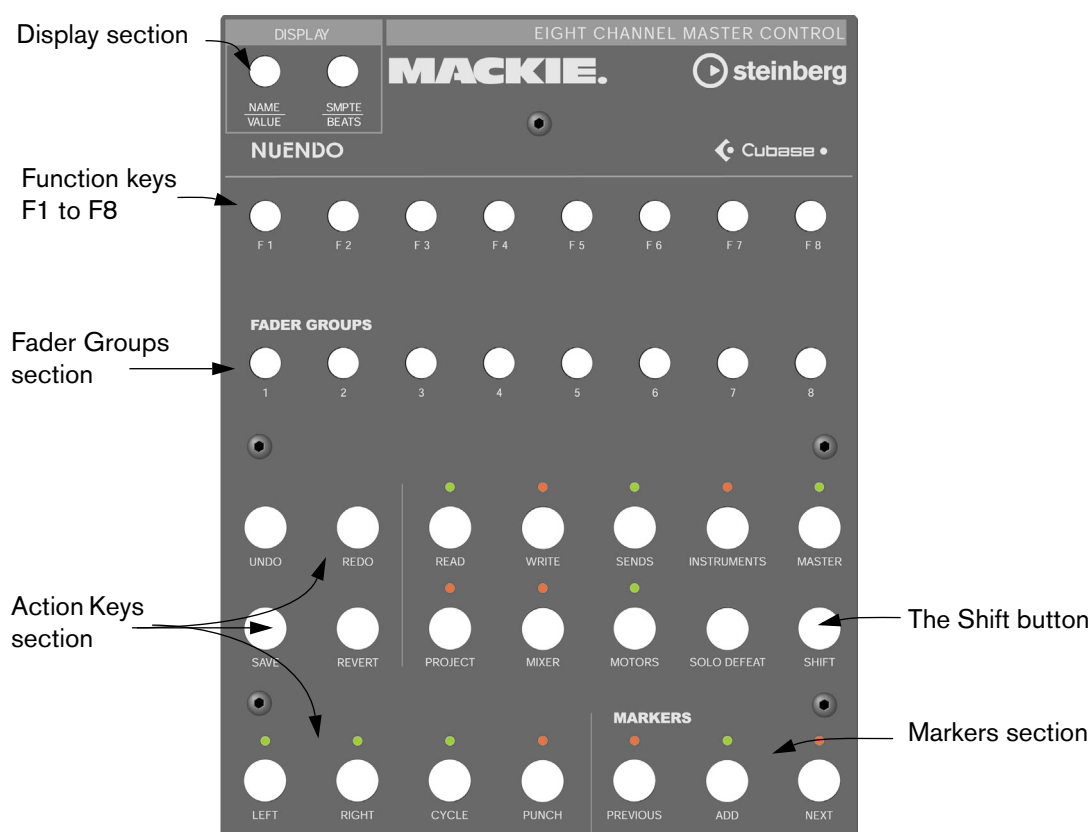 Display section
DISPLAY
EIGHT CHANNEL MASTER CONTROL
MACKIE.
steinberg
NAME
VALUE
SMPTE
BEATS
NUENDO
Cubase
Function keys
F1 to F8
F 1 F 2 F 3 F 4 F 5 F 6 F 7 F 8
FADER GROUPS
Fader Groups
section
1 2 3 4 5 6 7 8
UNDO REDO READ WRITE SENDS INSTRUMENTS MASTER
Action Keys
section
The Shift button
SAVE REVERT PROJECT MIXER MOTORS SOLO DEFEAT SHIFT
MARKERS
Markers section
LEFT RIGHT CYCLE PUNCH PREVIOUS ADD NEXT